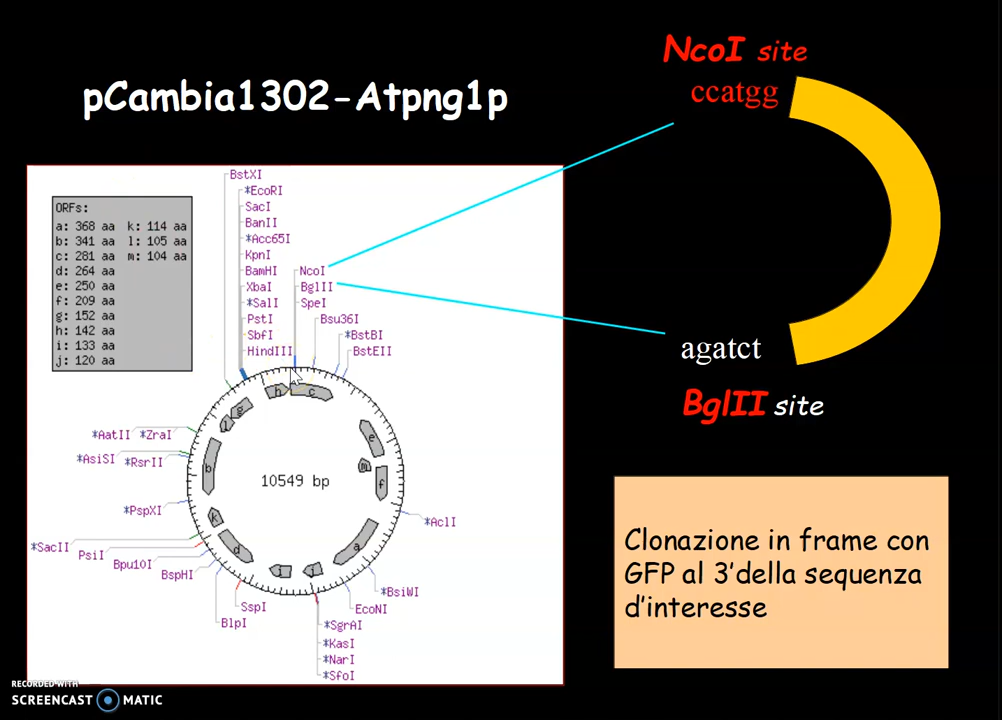 pCambia1302-Atpng1p
NcoI site
ccatgg
agatct
BglII site
ORFs:
a: 368 aa k: 114 aa
b: 341 aa l: 105 aa
c: 281 aa m: 104 aa
d: 264 aa
e: 250 aa
f: 209 aa
g: 152 aa
h: 142 aa
i: 133 aa
j: 120 aa
BstXI
*EcoRI
SacI
BanII
*Acc65I
KpnI
BamHI
XbaI
*SalI
PstI
SbfI
HindIII
NcoI
BglII
SpeI
Bsu36I
*BstBI
BstEII
h
c
g
l
e
m
b
f
10548 bp
k
d
a
j
*AatII *ZraI
*AsiSI *RsrII
*PspXI
*SacII
PsiI
Bpu10I
BspHI
BlpI
SspI
*AclI
*BsiWI
EcoNI
*SgrAI
*KasI
*NarI
*SfoI
Clonazione in frame con
GFP al 3'della sequenza
d'interesse
RECORDED WITH
SCREENCAST MATIC